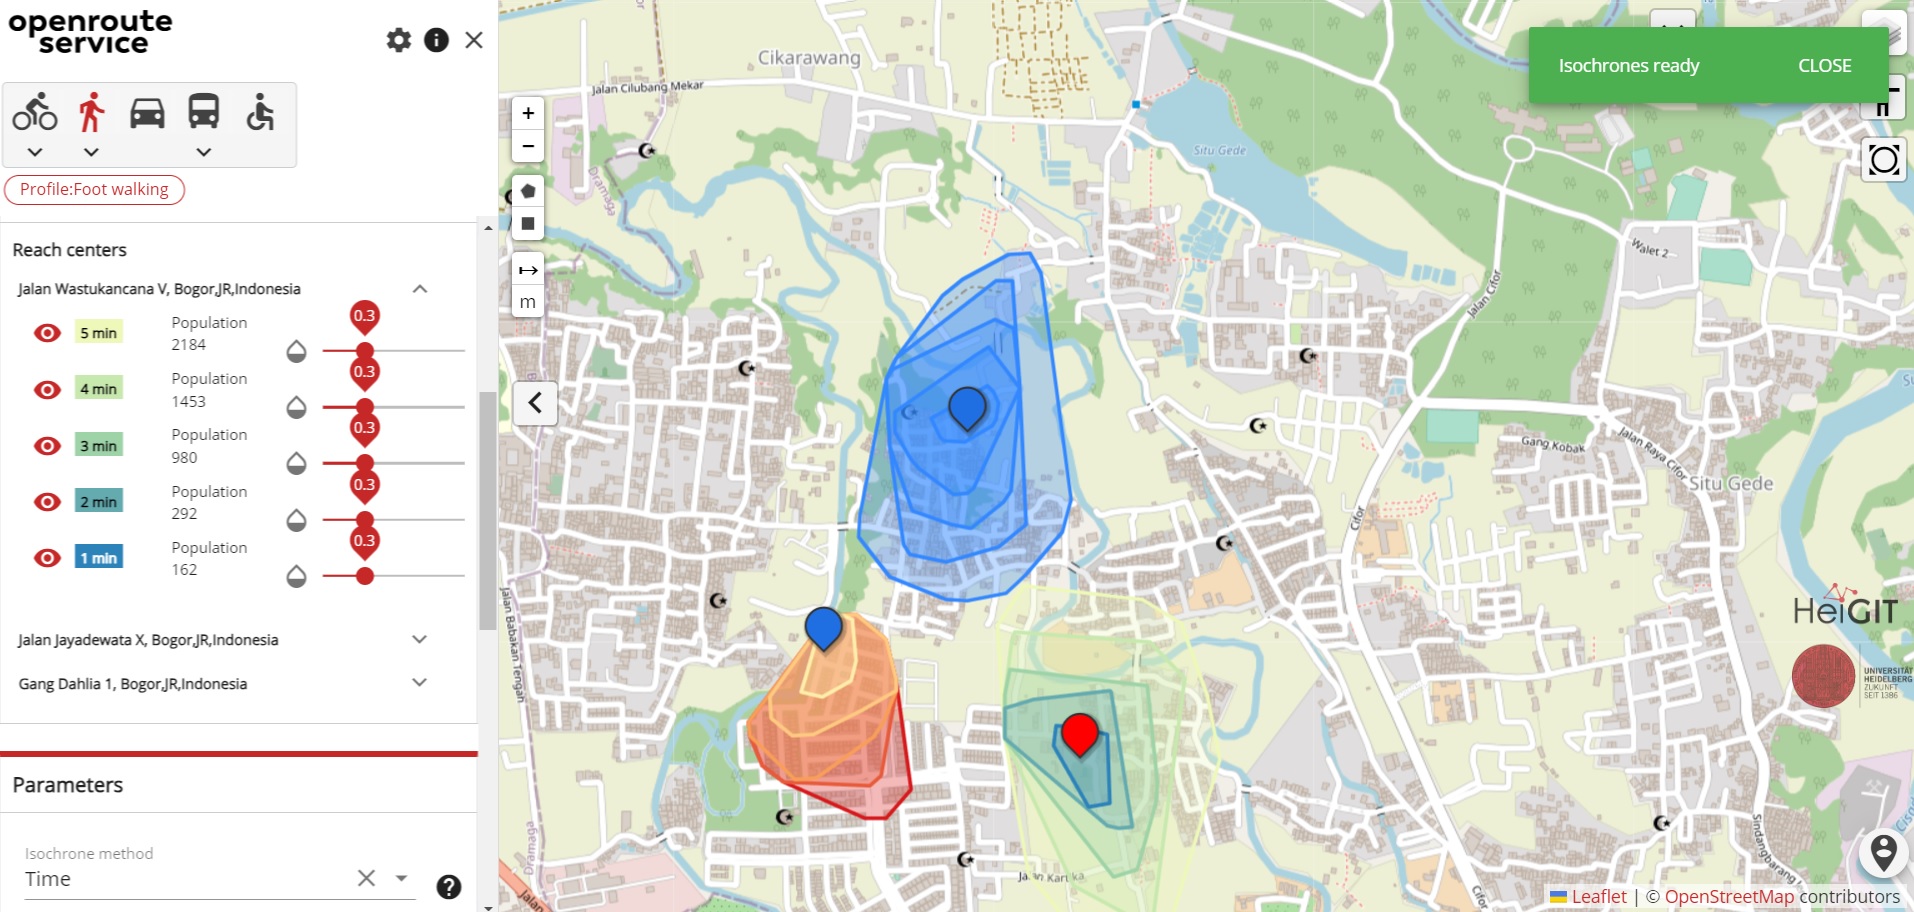 openroute
service
Profile:Foot walking
Reach centers
Jalan Wastukancana V, Bogor,JR,Indonesia
5 min
Population
2184
0.3
4 min
Population
1453
0.3
3 min
Population
980
0.3
2 min
Population
292
0.3
1 min
Population
162
0.3
Jalan Jayadewata X, Bogor,JR,Indonesia
Gang Dahlia 1, Bogor,JR,Indonesia
Parameters
Isochrone method
Time
?
+
−
m
Isochrones ready
CLOSE
Cikarawang
Jalan Cilubang Mekar
Dramaga
Situ Gede
Walet 2
Jalan Cifor
Gang Kobak
Jalan Raya Cifor
Situ Gede
Cifor
Jalan Babakan Tengah
Dramaga
Jalan
Cifor
Sindangbarang
HeiGIT
UNIVERSITÄT
HEIDELBERG
ZUKUNFT
SEIT 1386
Leaflet | © OpenStreetMap contributors